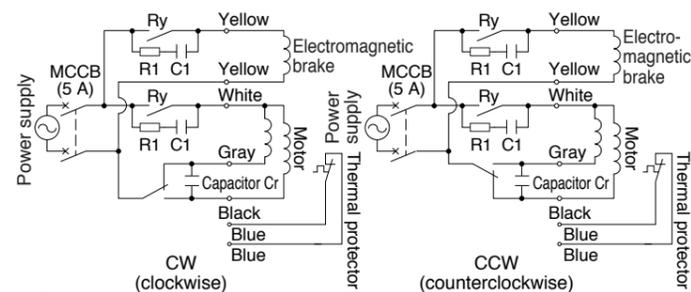 Ry
Yellow
R1 C1
Electromagnetic
brake
MCCB
(5 A)
Yellow
Power supply
Ry
White
R1 C1
Motor
Gray
Capacitor Cr
Thermal protector
Black
Blue
Blue
CW
(clockwise)
Ry
Yellow
R1 C1
Electro-
magnetic
brake
MCCB
(5 A)
Yellow
Power
supply
Ry
White
R1 C1
Motor
Gray
Capacitor Cr
Thermal protector
Black
Blue
Blue
CCW
(counterclockwise)